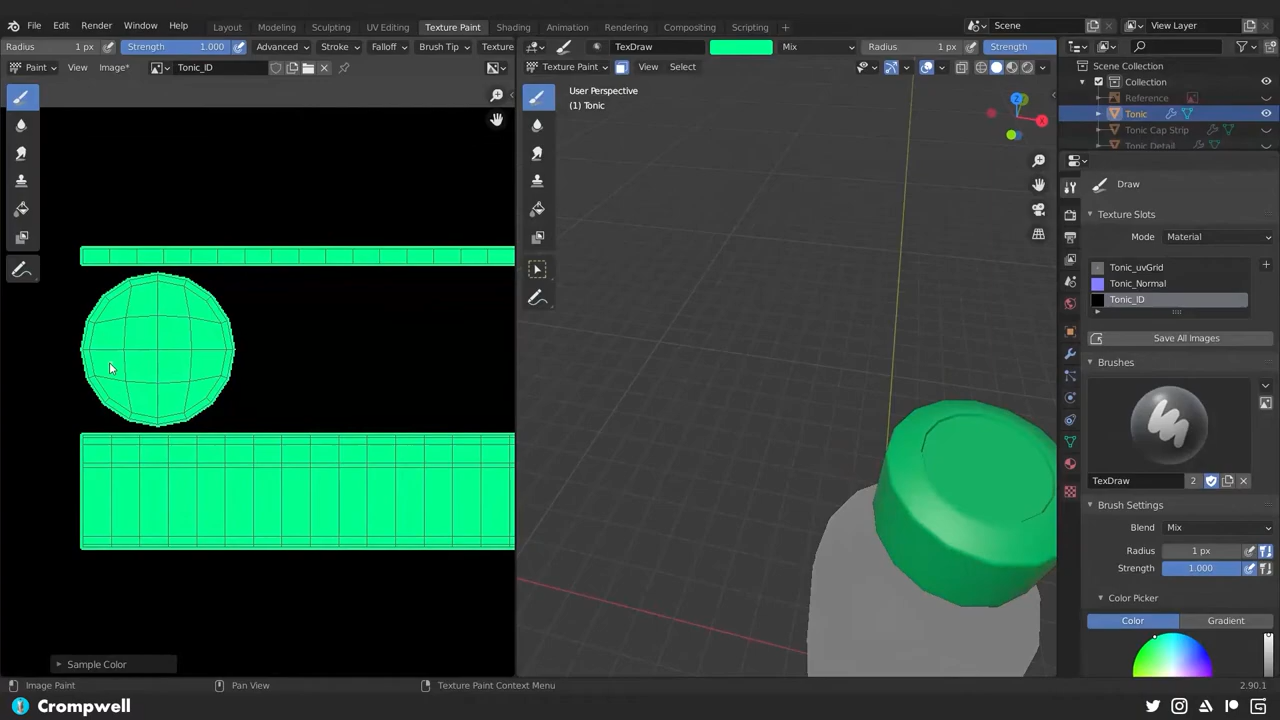 File Edit Render Window Help Layout Modeling Sculpting UV Editing Texture Paint Shading Animation Rendering Compositing Scripting + Scene View Layer
Radius 1 px Strength 1.000 Advanced Stroke Falloff Brush Tip Texture TexDraw Mix Radius 1 px Strength
Paint View Image* Tonic_ID Texture Paint View Select
Scene Collection
Collection
Reference
Tonic
Tonic Cap Strip
Tonic Detail
User Perspective
(1) Tonic
Z
X
Draw
Texture Slots
Mode Material
Tonic_uvGrid
Tonic_Normal
Tonic_ID
Save All Images
Brushes
TexDraw 2
Brush Settings
Blend Mix
Radius 1 px
Strength 1.000
Color Picker
Color Gradient
Sample Color
Image Paint Pan View Texture Paint Context Menu 2.90.1
Crompwell